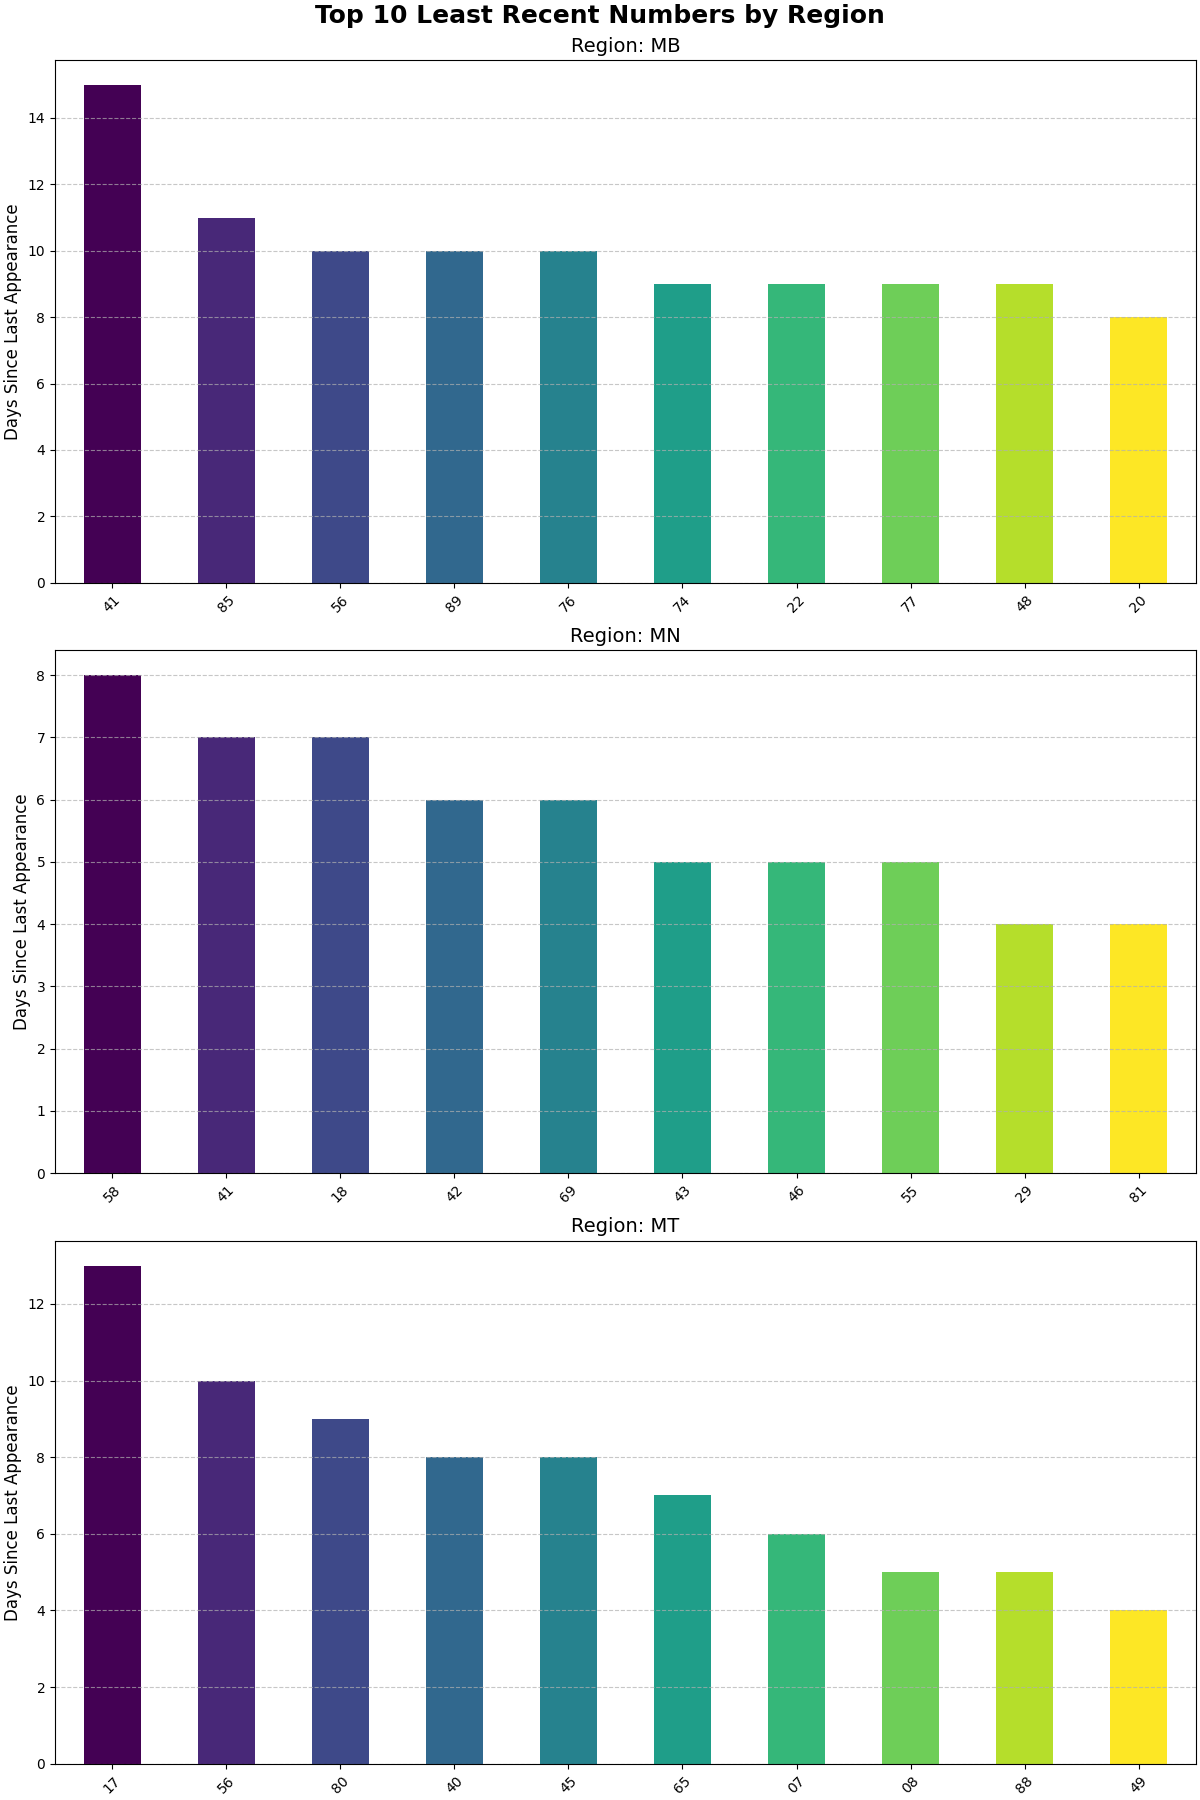 Top 10 Least Recent Numbers by Region
Region: MB
Days Since Last Appearance
14
12
10
8
6
4
2
0
41 85 56 89 76 74 22 77 48 20
Region: MN
Days Since Last Appearance
8
7
6
5
4
3
2
1
0
58 41 18 42 69 43 46 55 29 81
Region: MT
Days Since Last Appearance
12
10
8
6
4
2
0
17 56 80 40 45 65 07 08 88 49